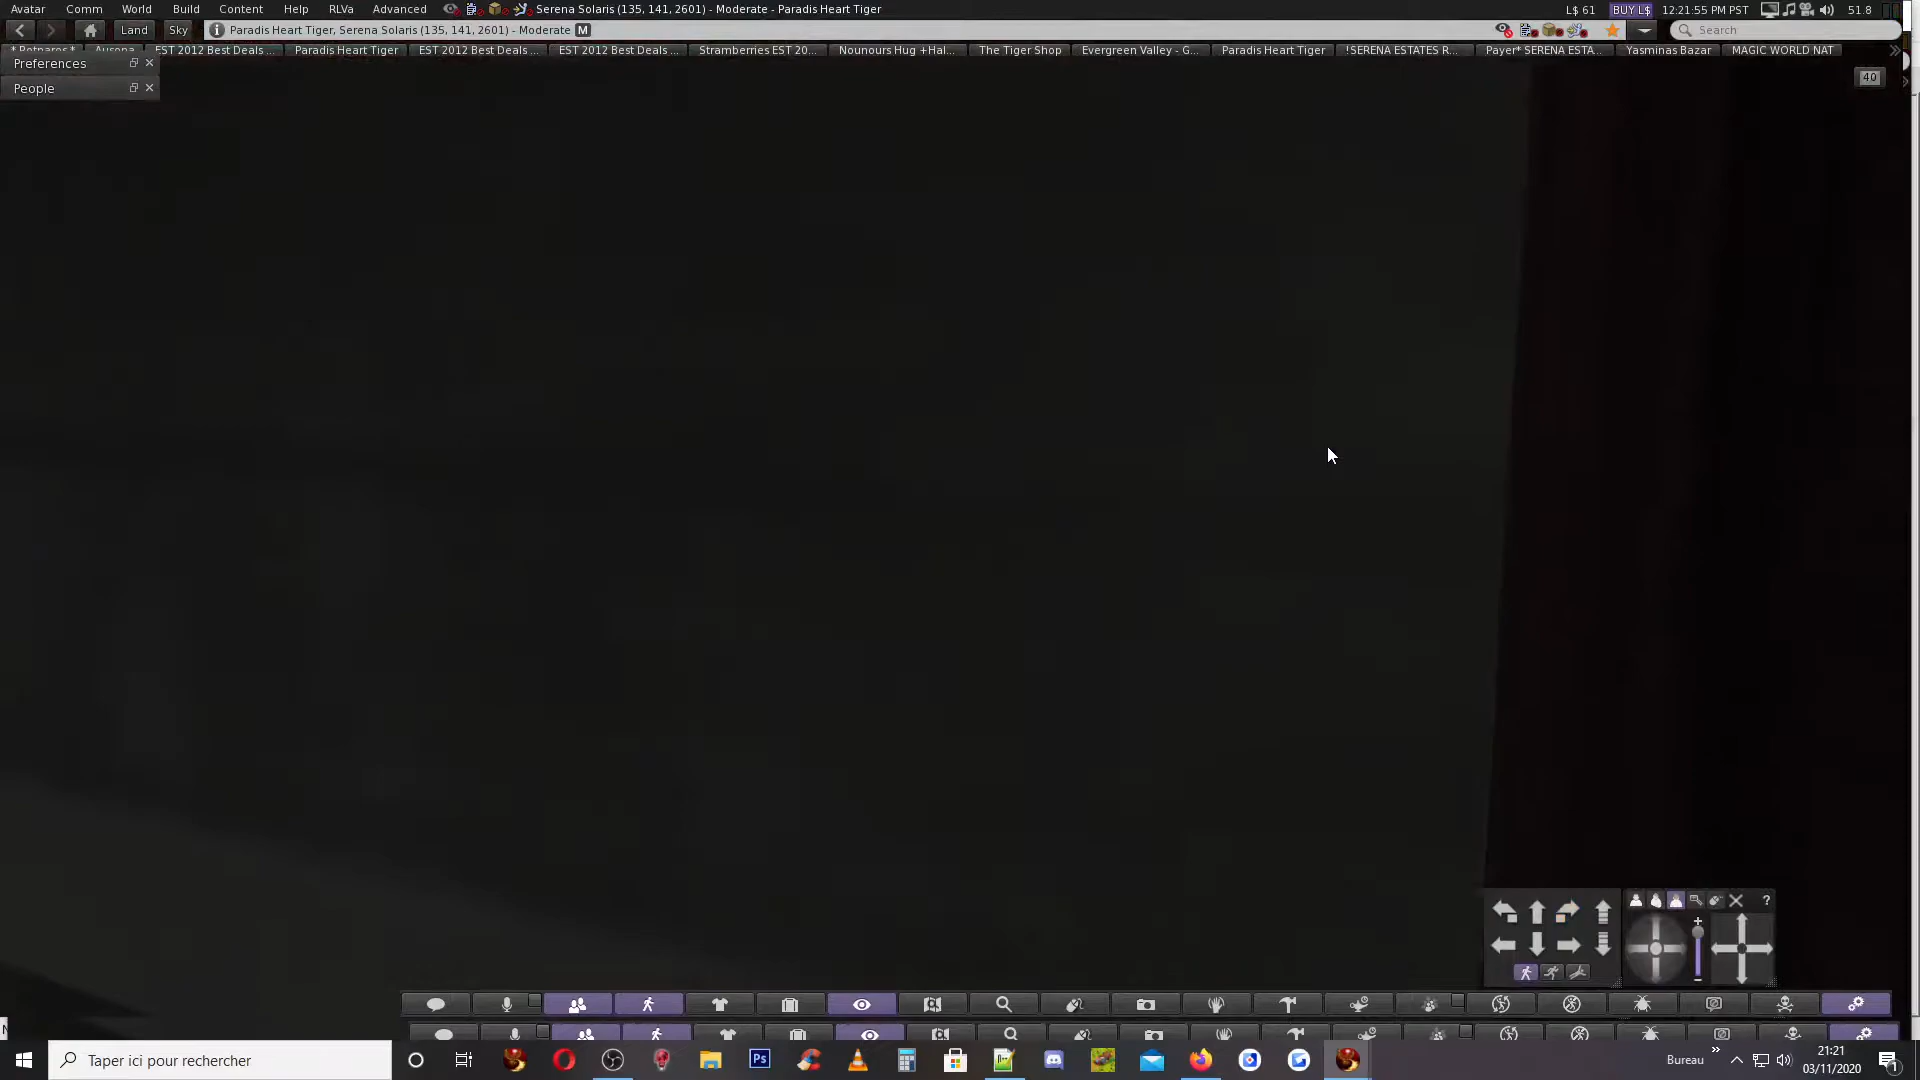 Avatar Comm World Build Content Help RLVa Advanced Serena Solaris (135, 141, 2601) - Moderate - Paradis Heart Tiger L$ 61 BUY L$ 12:21:55 PM PST 51.8
Land Sky Paradis Heart Tiger, Serena Solaris (135, 141, 2601) - Moderate M Search
EST 2012 Best Deals ... Paradis Heart Tiger EST 2012 Best Deals ... EST 2012 Best Deals ... Stramberries EST 20... Nounours Hug +Hal... The Tiger Shop Evergreen Valley - G... Paradis Heart Tiger !SERENA ESTATES R... Payer* SERENA ESTA... Yasminas Bazar MAGIC WORLD NAT
Preferences
40
People
?
Taper ici pour rechercher
Ps
Bureau
21:21
03/11/2020
1